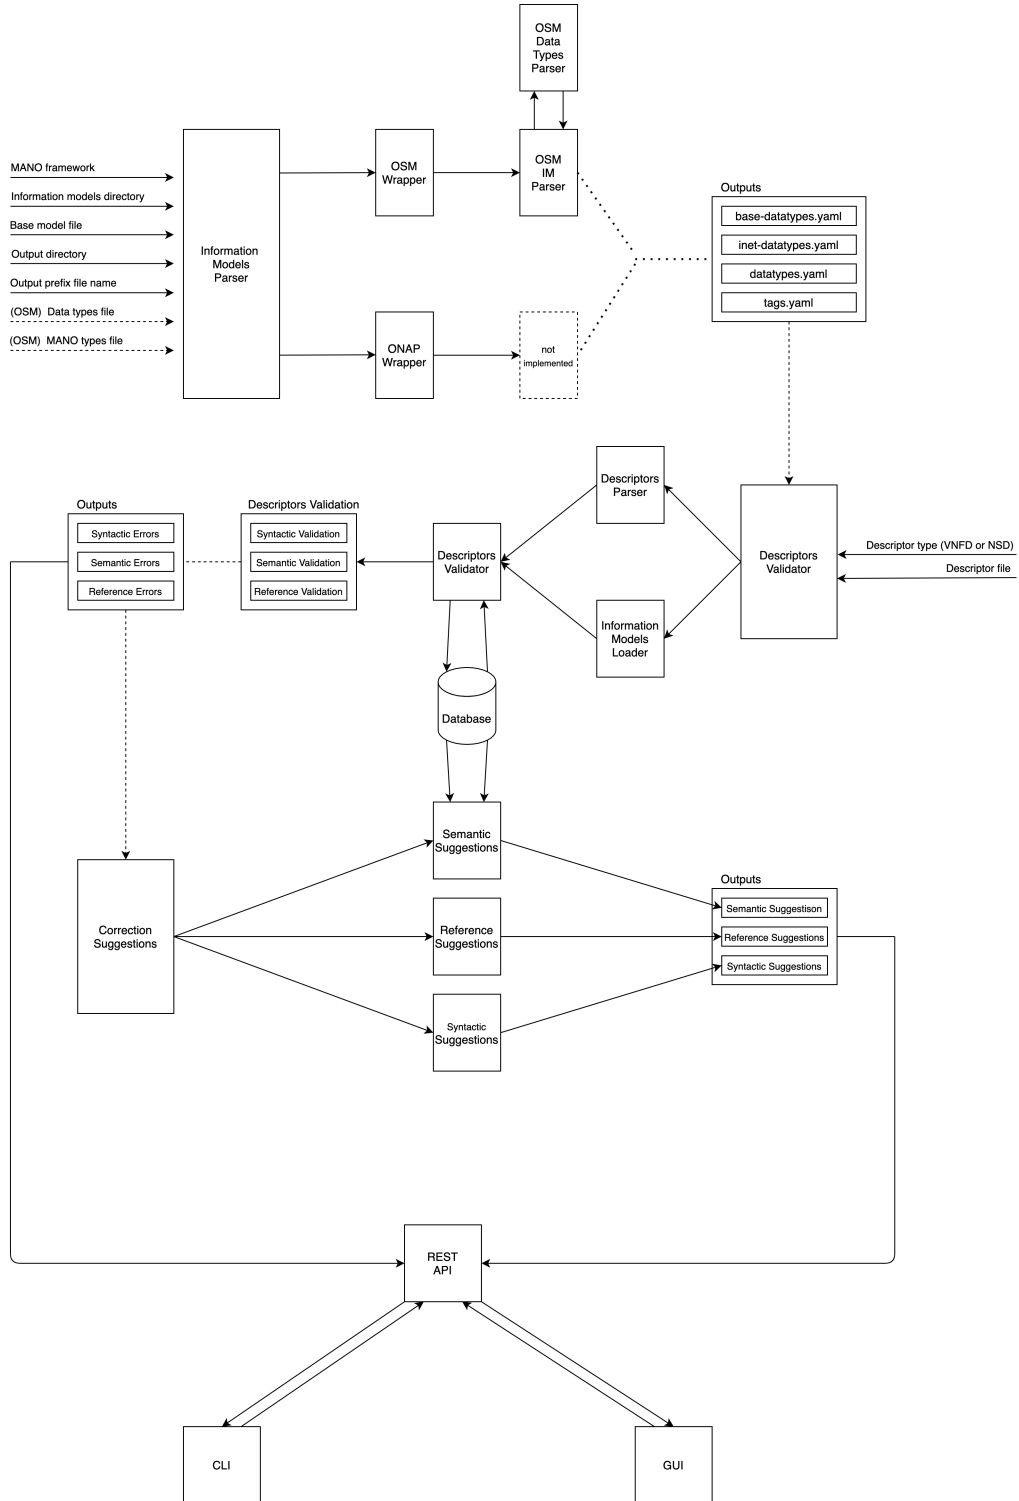 OSM
Data
Types
Parser
MANO framework
Information models directory
Base model file
Output directory
Output prefix file name
(OSM)  Data types file
(OSM)  MANO types file
Information
Models
Parser
OSM
Wrapper
OSM
IM
Parser
ONAP
Wrapper
not
implemented
Outputs
base-datatypes.yaml
inet-datatypes.yaml
datatypes.yaml
tags.yaml
Outputs
Syntactic Errors
Semantic Errors
Reference Errors
Descriptors Validation
Syntactic Validation
Semantic Validation
Reference Validation
Descriptors
Validator
Descriptors
Parser
Information
Models
Loader
Descriptors
Validator
Descriptor type (VNFD or NSD)
Descriptor file
Database
Correction
Suggestions
Semantic
Suggestions
Reference
Suggestions
Syntactic
Suggestions
Outputs
Semantic Suggestison
Reference Suggestions
Syntactic Suggestions
REST
API
CLI
GUI